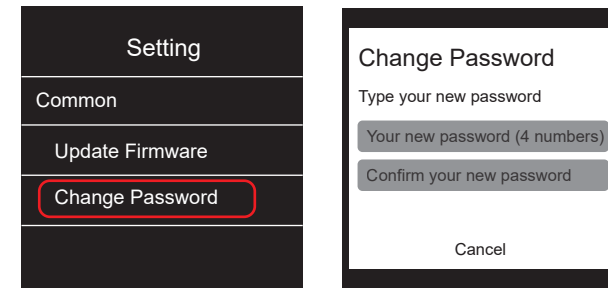 Setting
Common
Update Firmware
Change Password
Change Password
Type your new password
Your new password (4 numbers)
Confirm your new password
Cancel